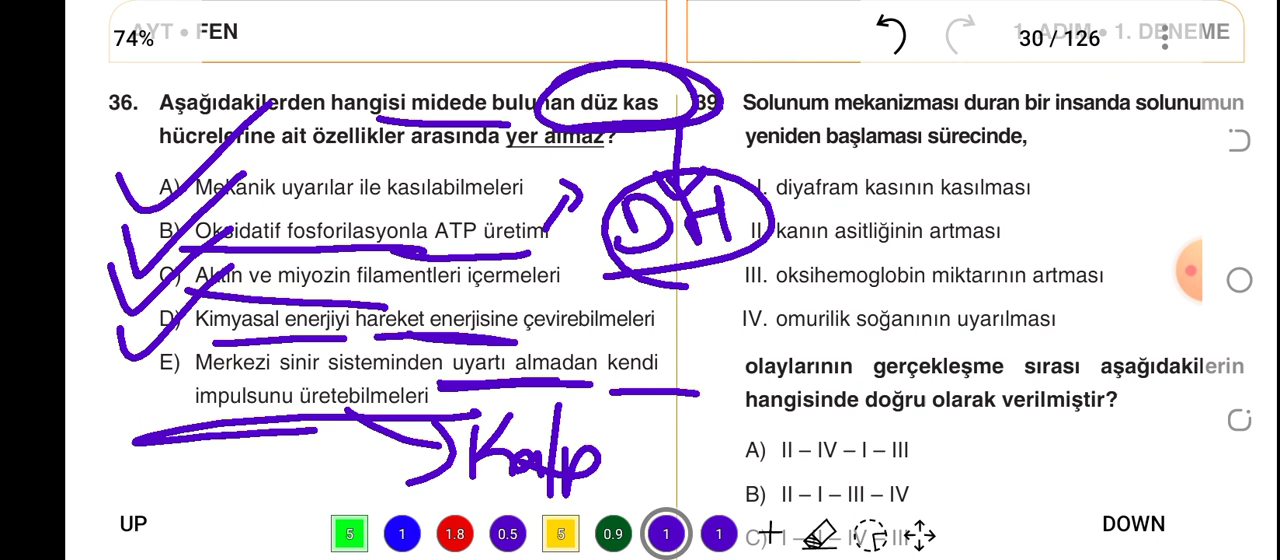 AYT • FEN
74%
1. ADIM • 1. DENEME
30 / 126
36. Aşağıdakilerden hangisi midede bulunan düz kas
hücrelerine ait özellikler arasında yer almaz?
A) Mekanik uyarılar ile kasılabilmeleri
B) Oksidatif fosforilasyonla ATP üretimi
C) Aktin ve miyozin filamentleri içermeleri
D) Kimyasal enerjiyi hareket enerjisine çevirebilmeleri
E) Merkezi sinir sisteminden uyartı almadan kendi
impulsunu üretebilmeleri
DH
Kalp
39. Solunum mekanizması duran bir insanda solunumun
yeniden başlaması sürecinde,
I. diyafram kasının kasılması
II. kanın asitliğinin artması
III. oksihemoglobin miktarının artması
IV. omurilik soğanının uyarılması
olaylarının gerçekleşme sırası aşağıdakilerin
hangisinde doğru olarak verilmiştir?
A) II – IV – I – III
B) II – I – III – IV
C) I – II – IV – III
UP
5 1 1.8 0.5 5 0.9 1 1
DOWN